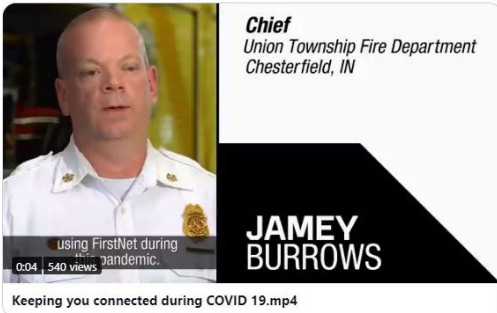 Chief
Union Township Fire Department
Chesterfield, IN
using FirstNet during
this pandemic.
0:04 540 views
JAMEY
BURROWS
Keeping you connected during COVID 19.mp4